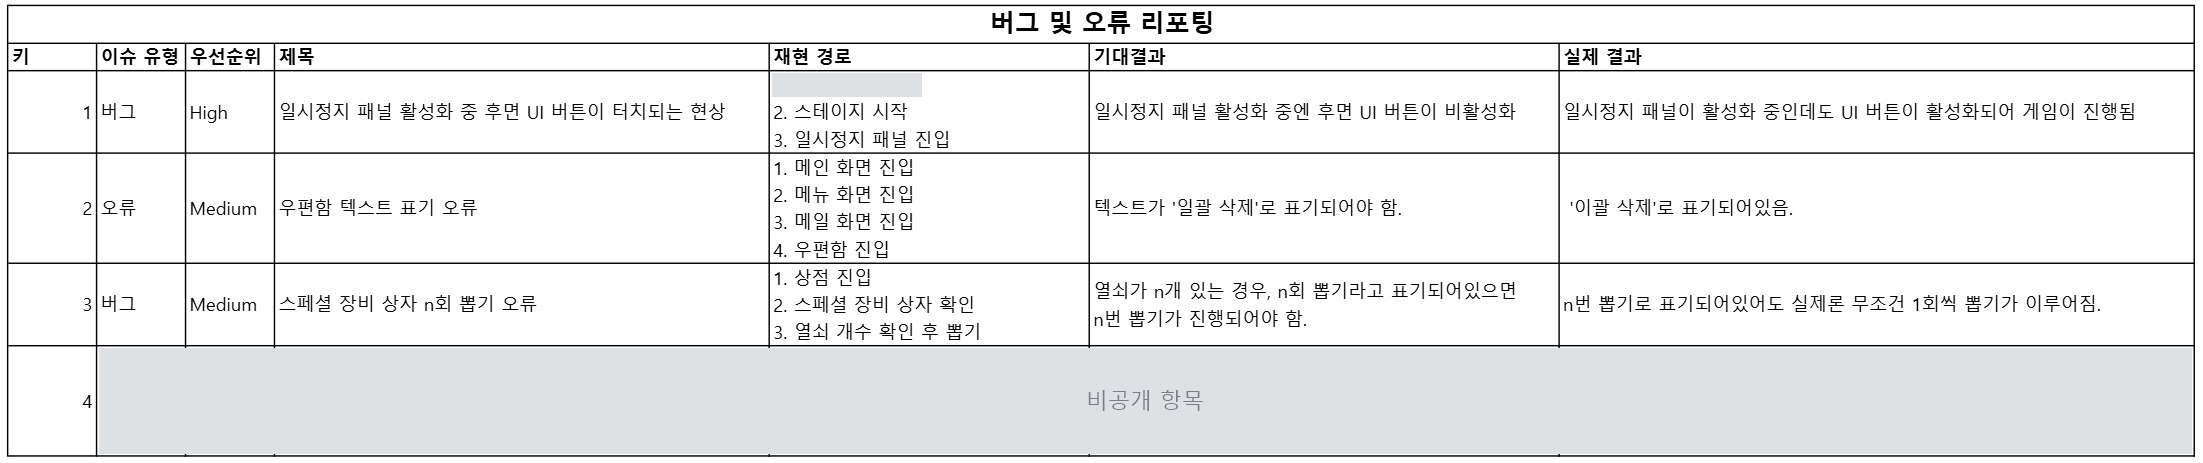 버그 및 오류 리포팅
키 이슈 유형 우선순위 제목 재현 경로 기대결과 실제 결과
1 버그 High 일시정지 패널 활성화 중 후면 UI 버튼이 터치되는 현상
2. 스테이지 시작
3. 일시정지 패널 진입
일시정지 패널 활성화 중엔 후면 UI 버튼이 비활성화
일시정지 패널이 활성화 중인데도 UI 버튼이 활성화되어 게임이 진행됨
2 오류 Medium 우편함 텍스트 표기 오류
1. 메인 화면 진입
2. 메뉴 화면 진입
3. 메일 화면 진입
4. 우편함 진입
텍스트가 '일괄 삭제'로 표기되어야 함.
'이괄 삭제'로 표기되어있음.
3 버그 Medium 스페셜 장비 상자 n회 뽑기 오류
1. 상점 진입
2. 스페셜 장비 상자 확인
3. 열쇠 개수 확인 후 뽑기
열쇠가 n개 있는 경우, n회 뽑기라고 표기되어있으면
n번 뽑기가 진행되어야 함.
n번 뽑기로 표기되어있어도 실제론 무조건 1회씩 뽑기가 이루어짐.
4 비공개 항목